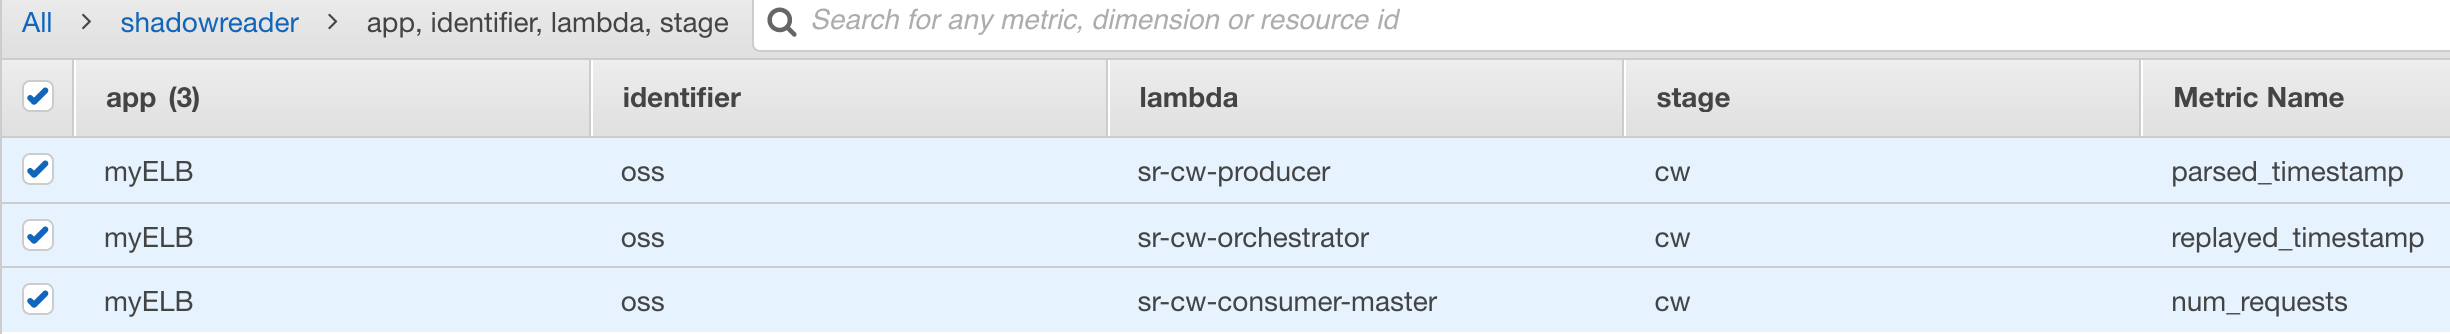 All > shadowreader > app, identifier, lambda, stage Search for any metric, dimension or resource id
app (3) identifier lambda stage Metric Name
myELB oss sr-cw-producer cw parsed_timestamp
myELB oss sr-cw-orchestrator cw replayed_timestamp
myELB oss sr-cw-consumer-master cw num_requests